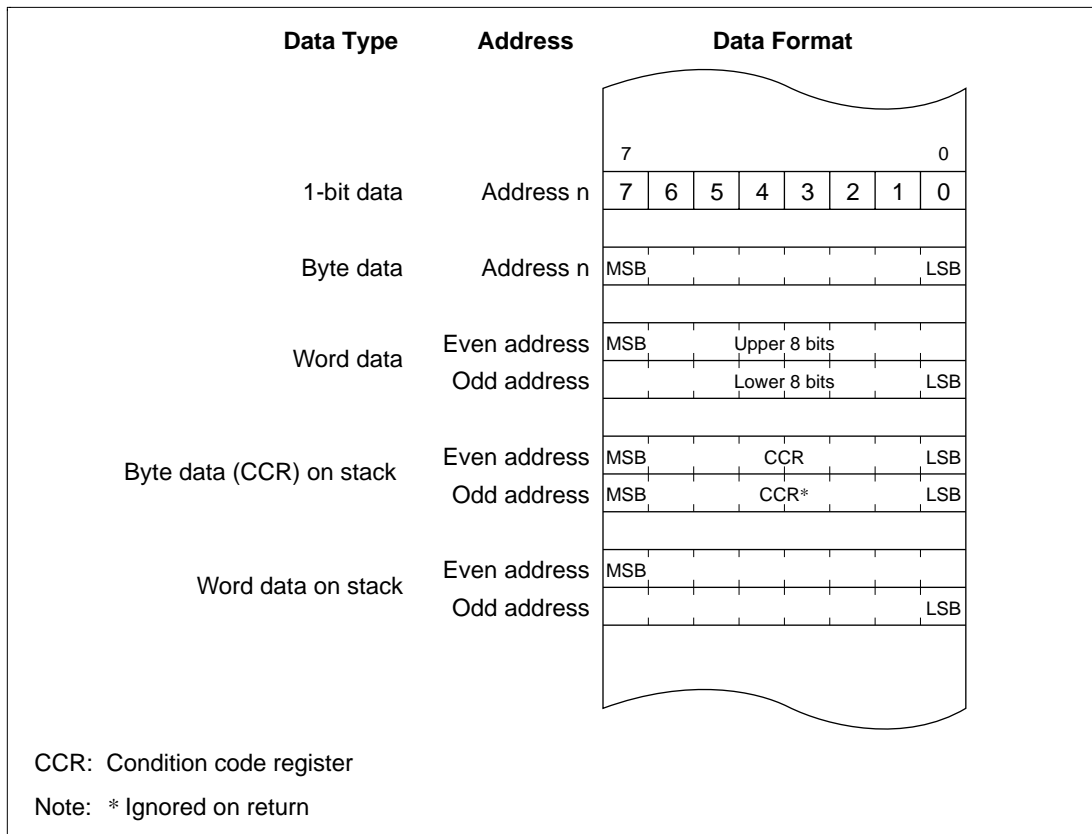 Data Type Address Data Format
7 0
1-bit data Address n 7 6 5 4 3 2 1 0
Byte data Address n MSB LSB
Word data
Even address MSB Upper 8 bits
Odd address Lower 8 bits LSB
Byte data (CCR) on stack
Even address MSB CCR LSB
Odd address MSB CCR* LSB
Word data on stack
Even address MSB
Odd address LSB
CCR: Condition code register
Note: * Ignored on return